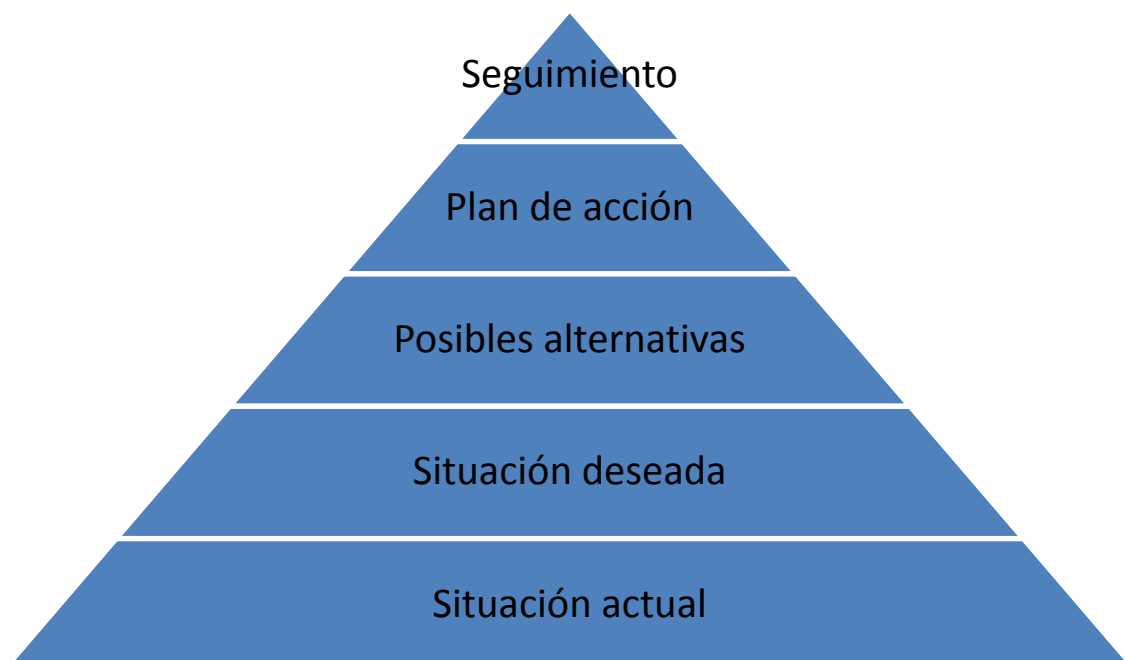 Seguimiento
Plan de acción
Posibles alternativas
Situación deseada
Situación actual